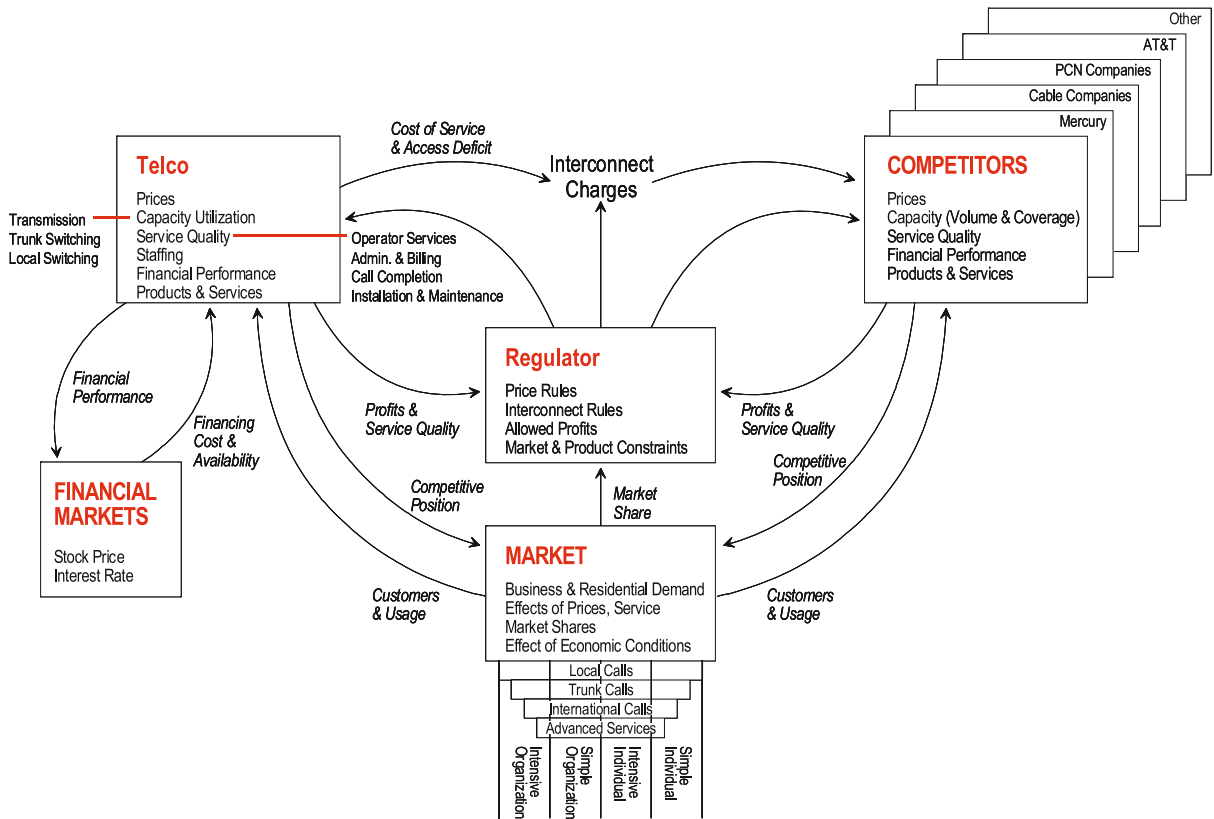 Other
AT&T
PCN Companies
Cable Companies
Mercury
COMPETITORS
Prices
Capacity (Volume & Coverage)
Service Quality
Financial Performance
Products & Services
Cost of Service
& Access Deficit
Interconnect
Charges
Telco
Prices
Capacity Utilization
Service Quality
Staffing
Financial Performance
Products & Services
Transmission
Trunk Switching
Local Switching
Operator Services
Admin. & Billing
Call Completion
Installation & Maintenance
Regulator
Price Rules
Interconnect Rules
Allowed Profits
Market & Product Constraints
Financial
Performance
Financing
Cost &
Availability
Profits &
Service Quality
Profits &
Service Quality
Competitive
Position
Market
Share
Competitive
Position
FINANCIAL
MARKETS
Stock Price
Interest Rate
MARKET
Business & Residential Demand
Effects of Prices, Service
Market Shares
Effect of Economic Conditions
Customers
& Usage
Customers
& Usage
Local Calls
Trunk Calls
International Calls
Advanced Services
Intensive
Organization
Simple
Organization
Intensive
Individual
Simple
Individual